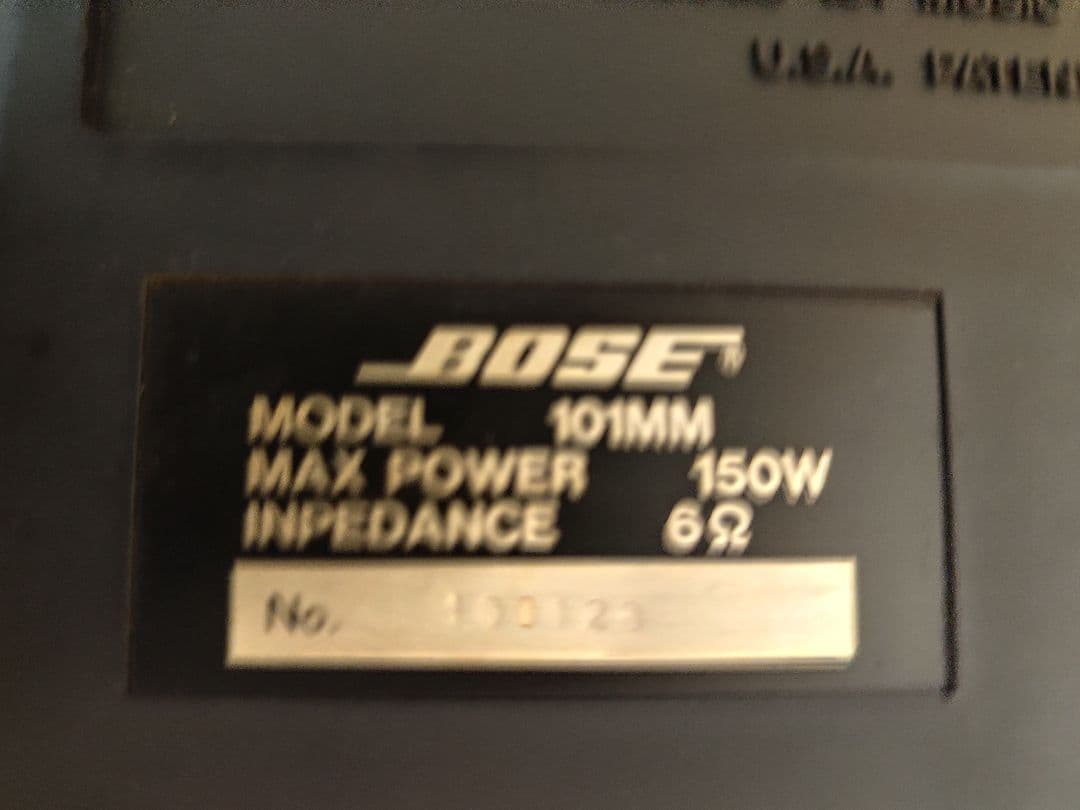 U.S.A.
BOSE
MODEL 101MM
MAX POWER 150W
INPEDANCE 6Ω
No.